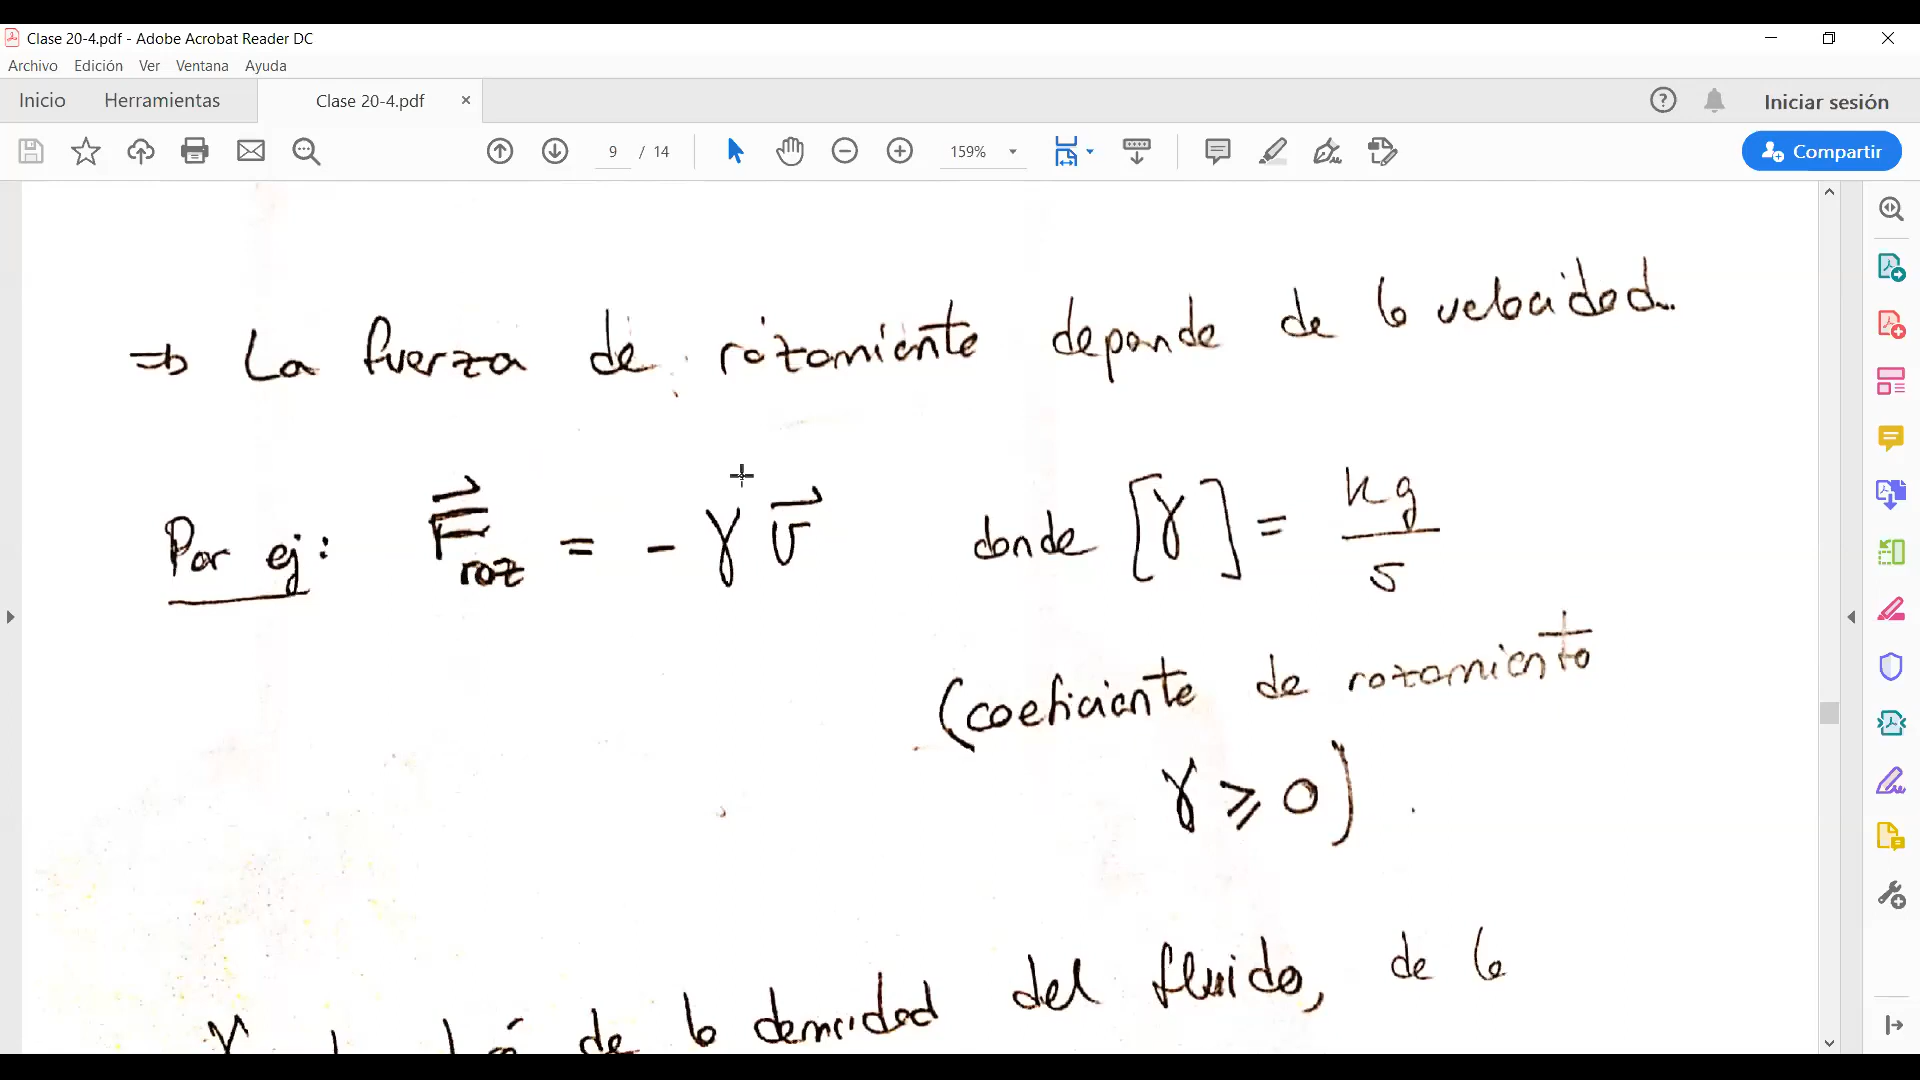 Clase 20-4.pdf - Adobe Acrobat Reader DC
Archivo Edición Ver Ventana Ayuda
Inicio Herramientas Clase 20-4.pdf × Iniciar sesión
9 / 14 159% Compartir
⇒ La fuerza de rozamiento depende de la velocidad.
Por ej: F⃗roz = - γ v⃗ donde [γ] = kg/s
(coeficiente de rozamiento
γ ≥ 0)
del fluido, de la
γ de la densidad